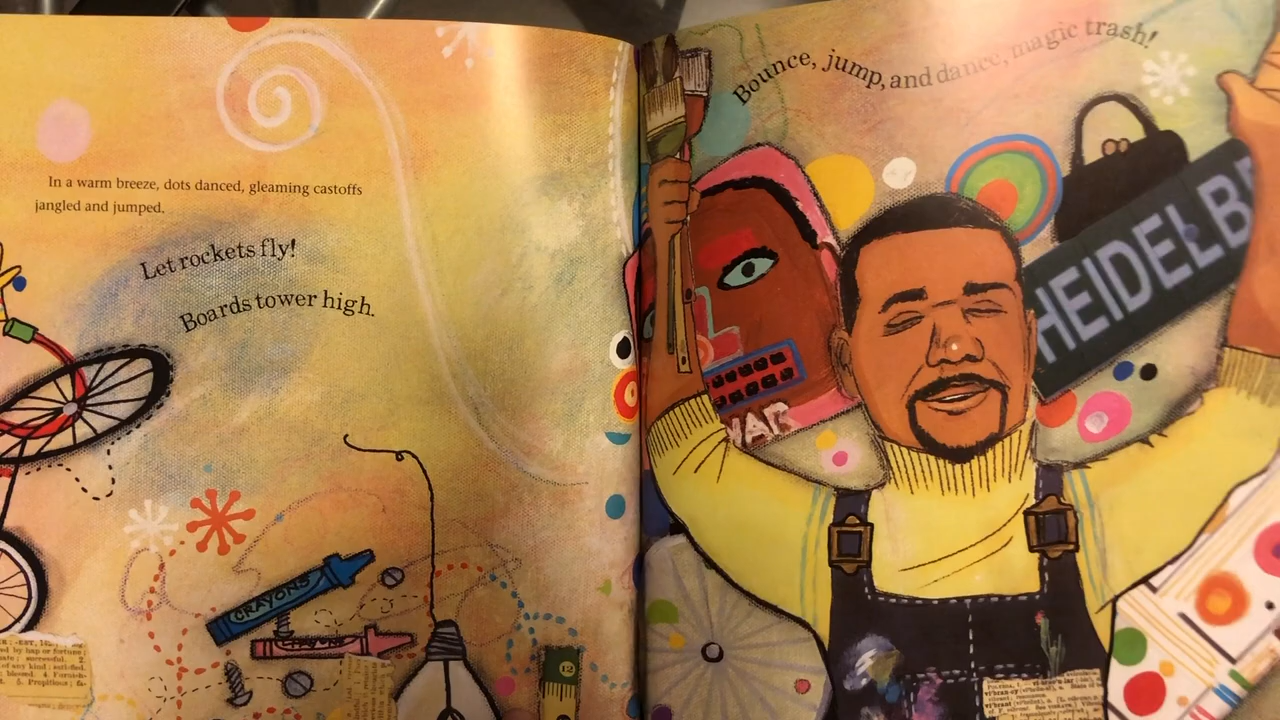 In a warm breeze, dots danced, gleaming castoffs
jangled and jumped.
Let rockets fly!
Boards tower high.
CRAYONS
12
Bounce, jump, and dance, magic trash!
HEIDELB
WAR